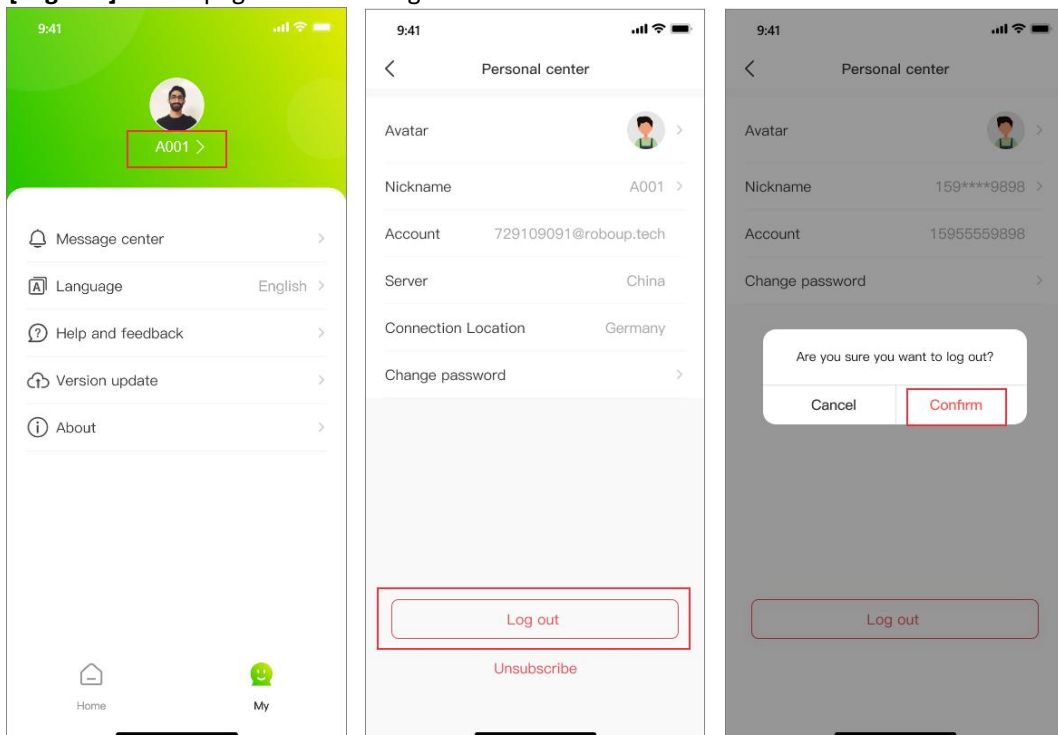 9:41
A001
Message center
Language English
Help and feedback
Version update
About
Home My
9:41
Personal center
Avatar
Nickname A001
Account 729109091@roboup.tech
Server China
Connection Location Germany
Change password
Log out
Unsubscribe
9:41
Personal center
Avatar
Nickname 159****9898
Account 15955559898
Change password
Are you sure you want to log out?
Cancel Confirm
Log out